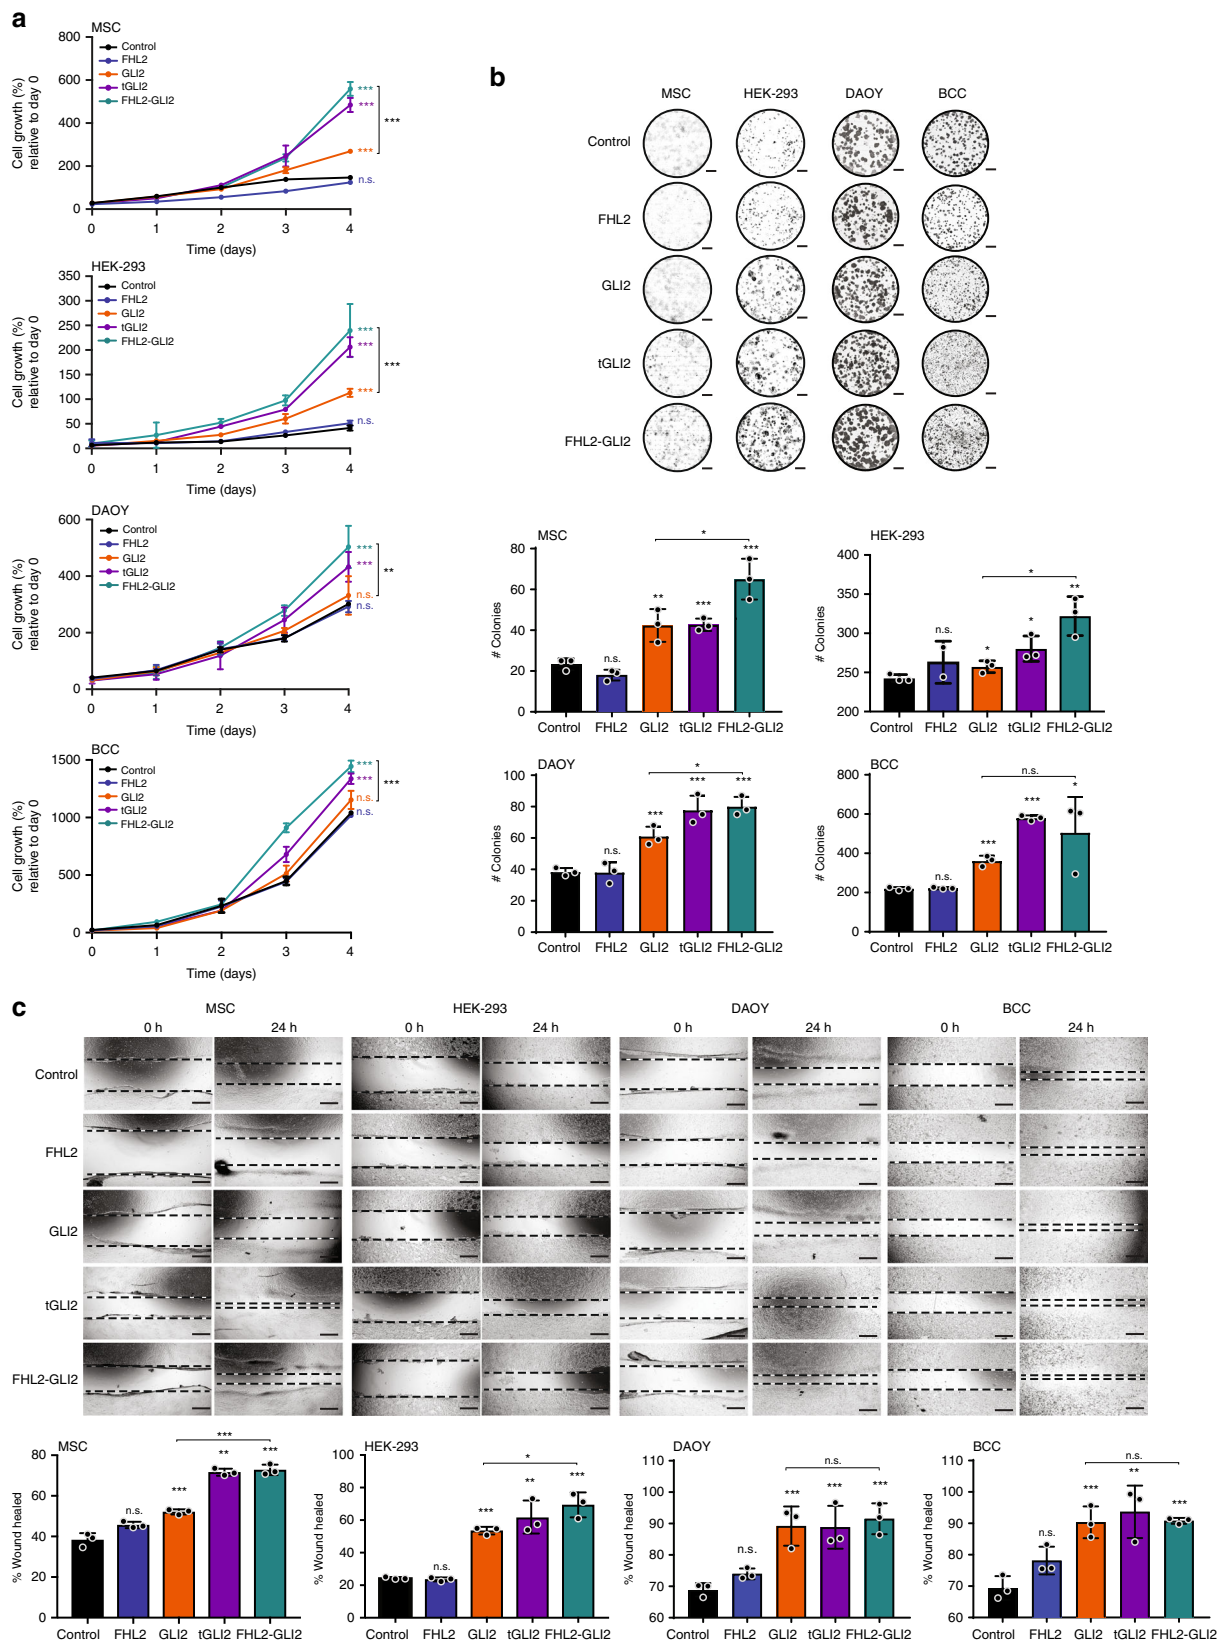 a
MSC
Cell growth (%)
relative to day 0
800
600
400
200
0
Control
FHL2
GLI2
tGLI2
FHL2-GLI2
***
***
***
***
n.s.
0 1 2 3 4
Time (days)
HEK-293
Cell growth (%)
relative to day 0
350
300
250
200
150
100
50
0
Control
FHL2
GLI2
tGLI2
FHL2-GLI2
***
***
***
***
n.s.
0 1 2 3 4
Time (days)
DAOY
Cell growth (%)
relative to day 0
600
400
200
0
Control
FHL2
GLI2
tGLI2
FHL2-GLI2
***
***
**
n.s.
n.s.
0 1 2 3 4
Time (days)
BCC
Cell growth (%)
relative to day 0
1500
1000
500
0
Control
FHL2
GLI2
tGLI2
FHL2-GLI2
***
***
***
n.s.
n.s.
0 1 2 3 4
Time (days)
b
MSC HEK-293 DAOY BCC
Control
FHL2
GLI2
tGLI2
FHL2-GLI2
MSC
# Colonies
80
60
40
20
0
n.s.
**
***
***
*
Control FHL2 GLI2 tGLI2 FHL2-GLI2
HEK-293
# Colonies
400
350
300
250
200
n.s.
*
*
**
*
Control FHL2 GLI2 tGLI2 FHL2-GLI2
DAOY
# Colonies
100
80
60
40
20
0
n.s.
***
***
***
*
Control FHL2 GLI2 tGLI2 FHL2-GLI2
BCC
# Colonies
800
600
400
200
0
n.s.
***
***
*
n.s.
Control FHL2 GLI2 tGLI2 FHL2-GLI2
c
MSC HEK-293 DAOY BCC
0 h 24 h 0 h 24 h 0 h 24 h 0 h 24 h
Control
FHL2
GLI2
tGLI2
FHL2-GLI2
MSC
% Wound healed
80
60
40
20
0
n.s.
***
**
***
***
Control FHL2 GLI2 tGLI2 FHL2-GLI2
HEK-293
% Wound healed
100
80
60
40
20
0
n.s.
***
**
***
*
Control FHL2 GLI2 tGLI2 FHL2-GLI2
DAOY
% Wound healed
110
100
90
80
70
60
n.s.
***
***
***
n.s.
Control FHL2 GLI2 tGLI2 FHL2-GLI2
BCC
% Wound healed
110
100
90
80
70
60
n.s.
***
**
***
n.s.
Control FHL2 GLI2 tGLI2 FHL2-GLI2